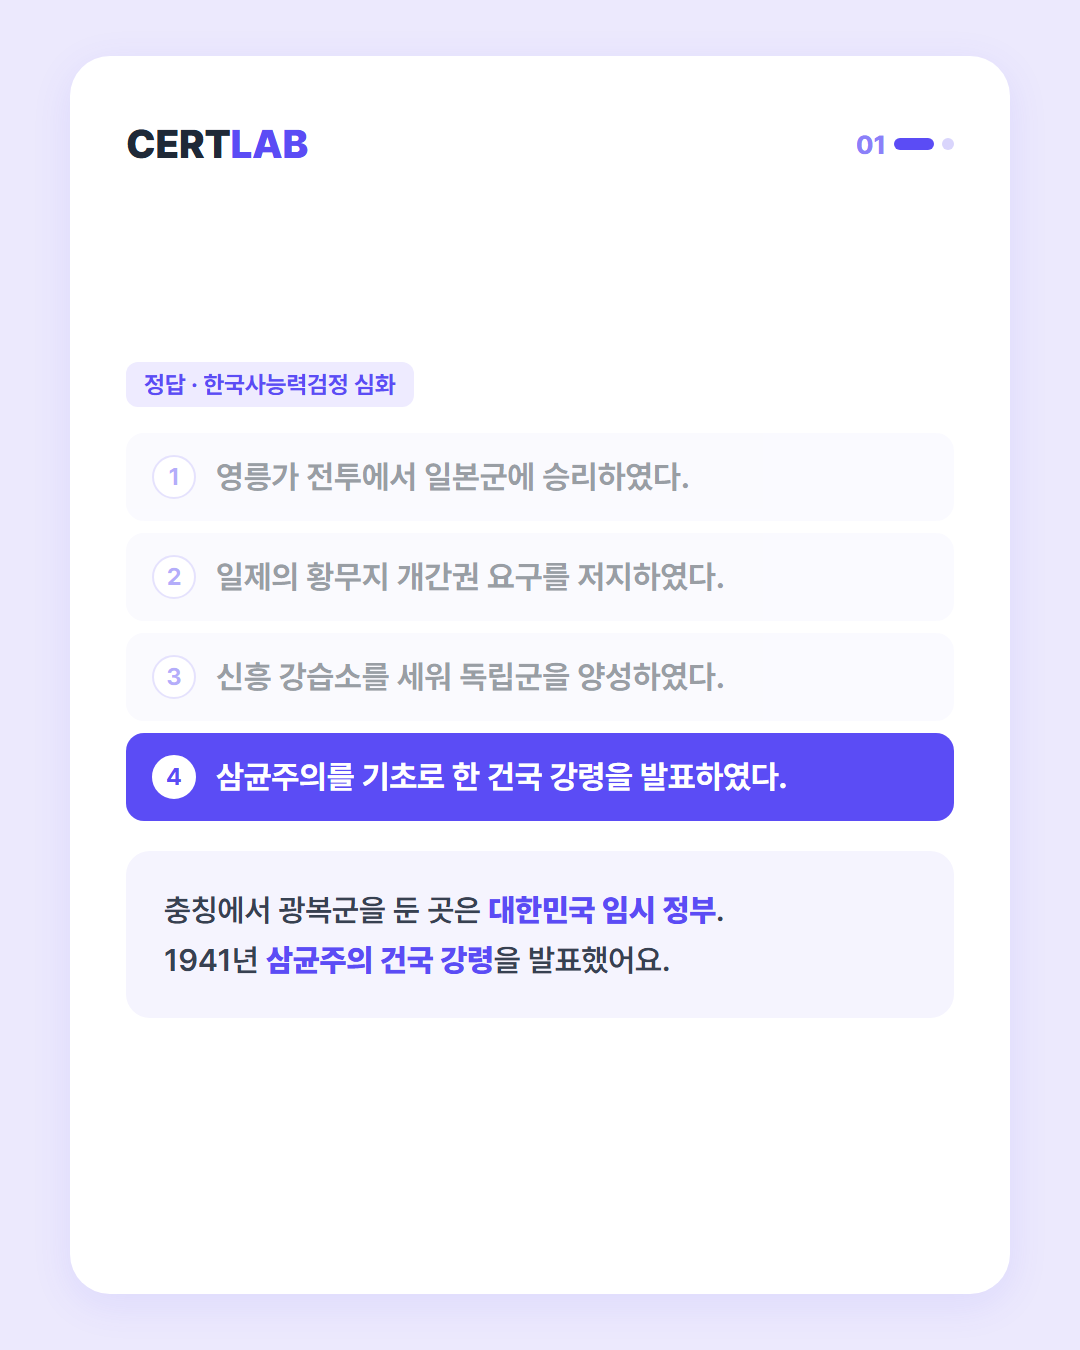 CERTLAB
01
정답 · 한국사능력검정 심화
1 영릉가 전투에서 일본군에 승리하였다.
2 일제의 황무지 개간권 요구를 저지하였다.
3 신흥 강습소를 세워 독립군을 양성하였다.
4 삼균주의를 기초로 한 건국 강령을 발표하였다.
충칭에서 광복군을 둔 곳은 대한민국 임시 정부.
1941년 삼균주의 건국 강령을 발표했어요.